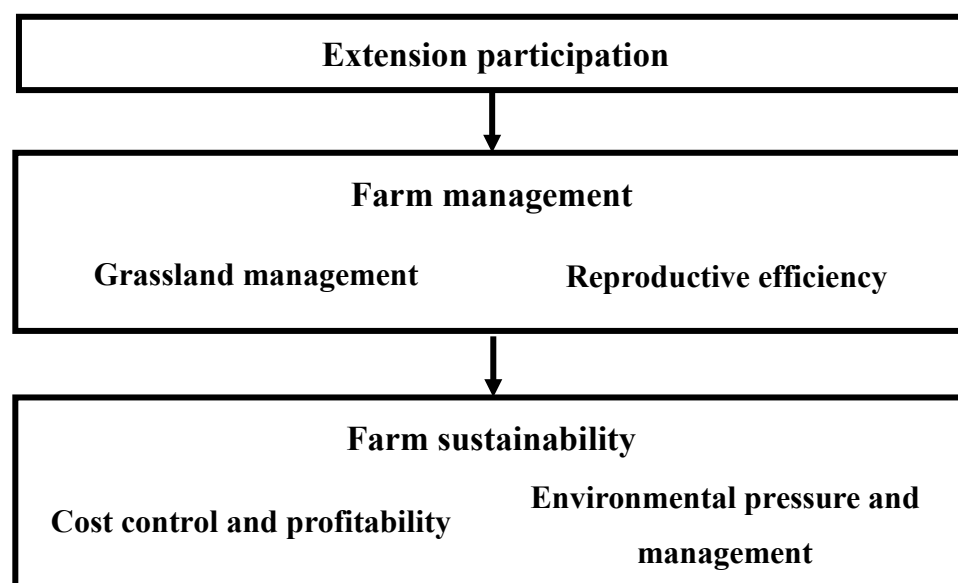 Extension participation
Farm management
Grassland management
Reproductive efficiency
Farm sustainability
Cost control and profitability
Environmental pressure and
management